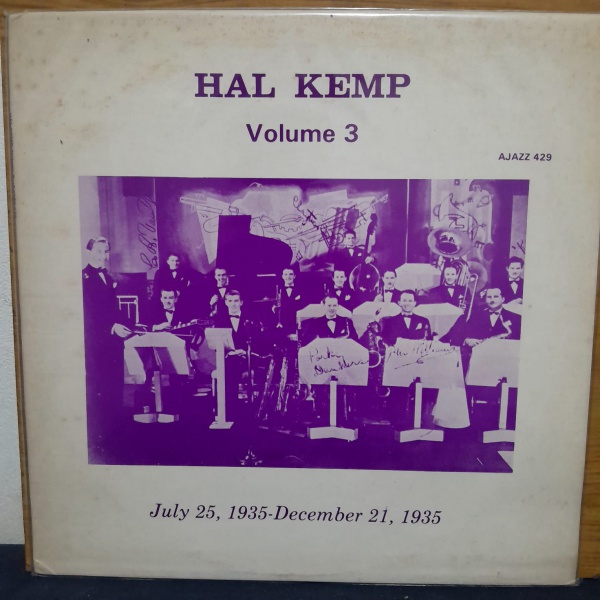 HAL KEMP
Volume 3
AJAZZ 429
July 25, 1935-December 21, 1935